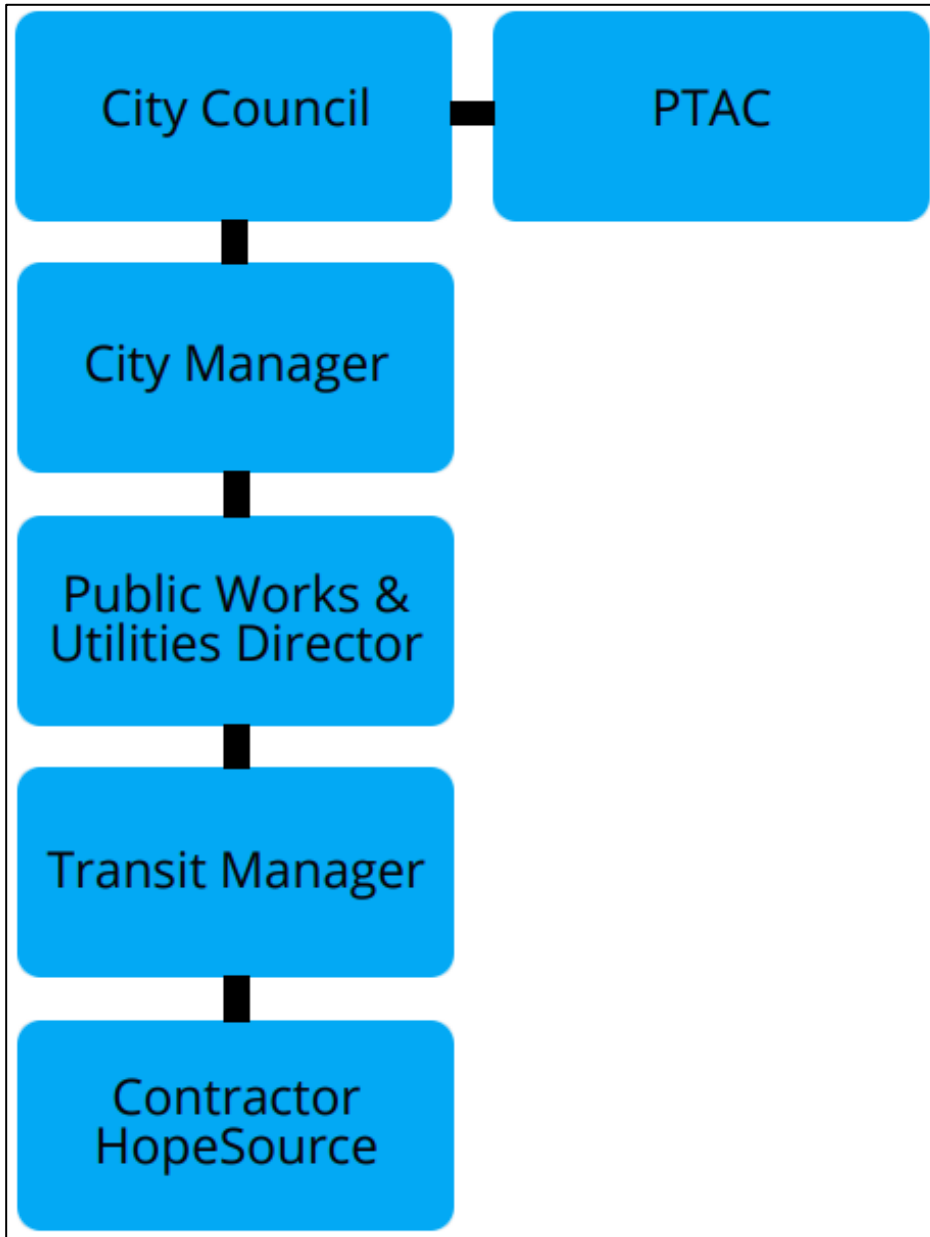 City Council
PTAC
City Manager
Public Works &
Utilities Director
Transit Manager
Contractor
HopeSource